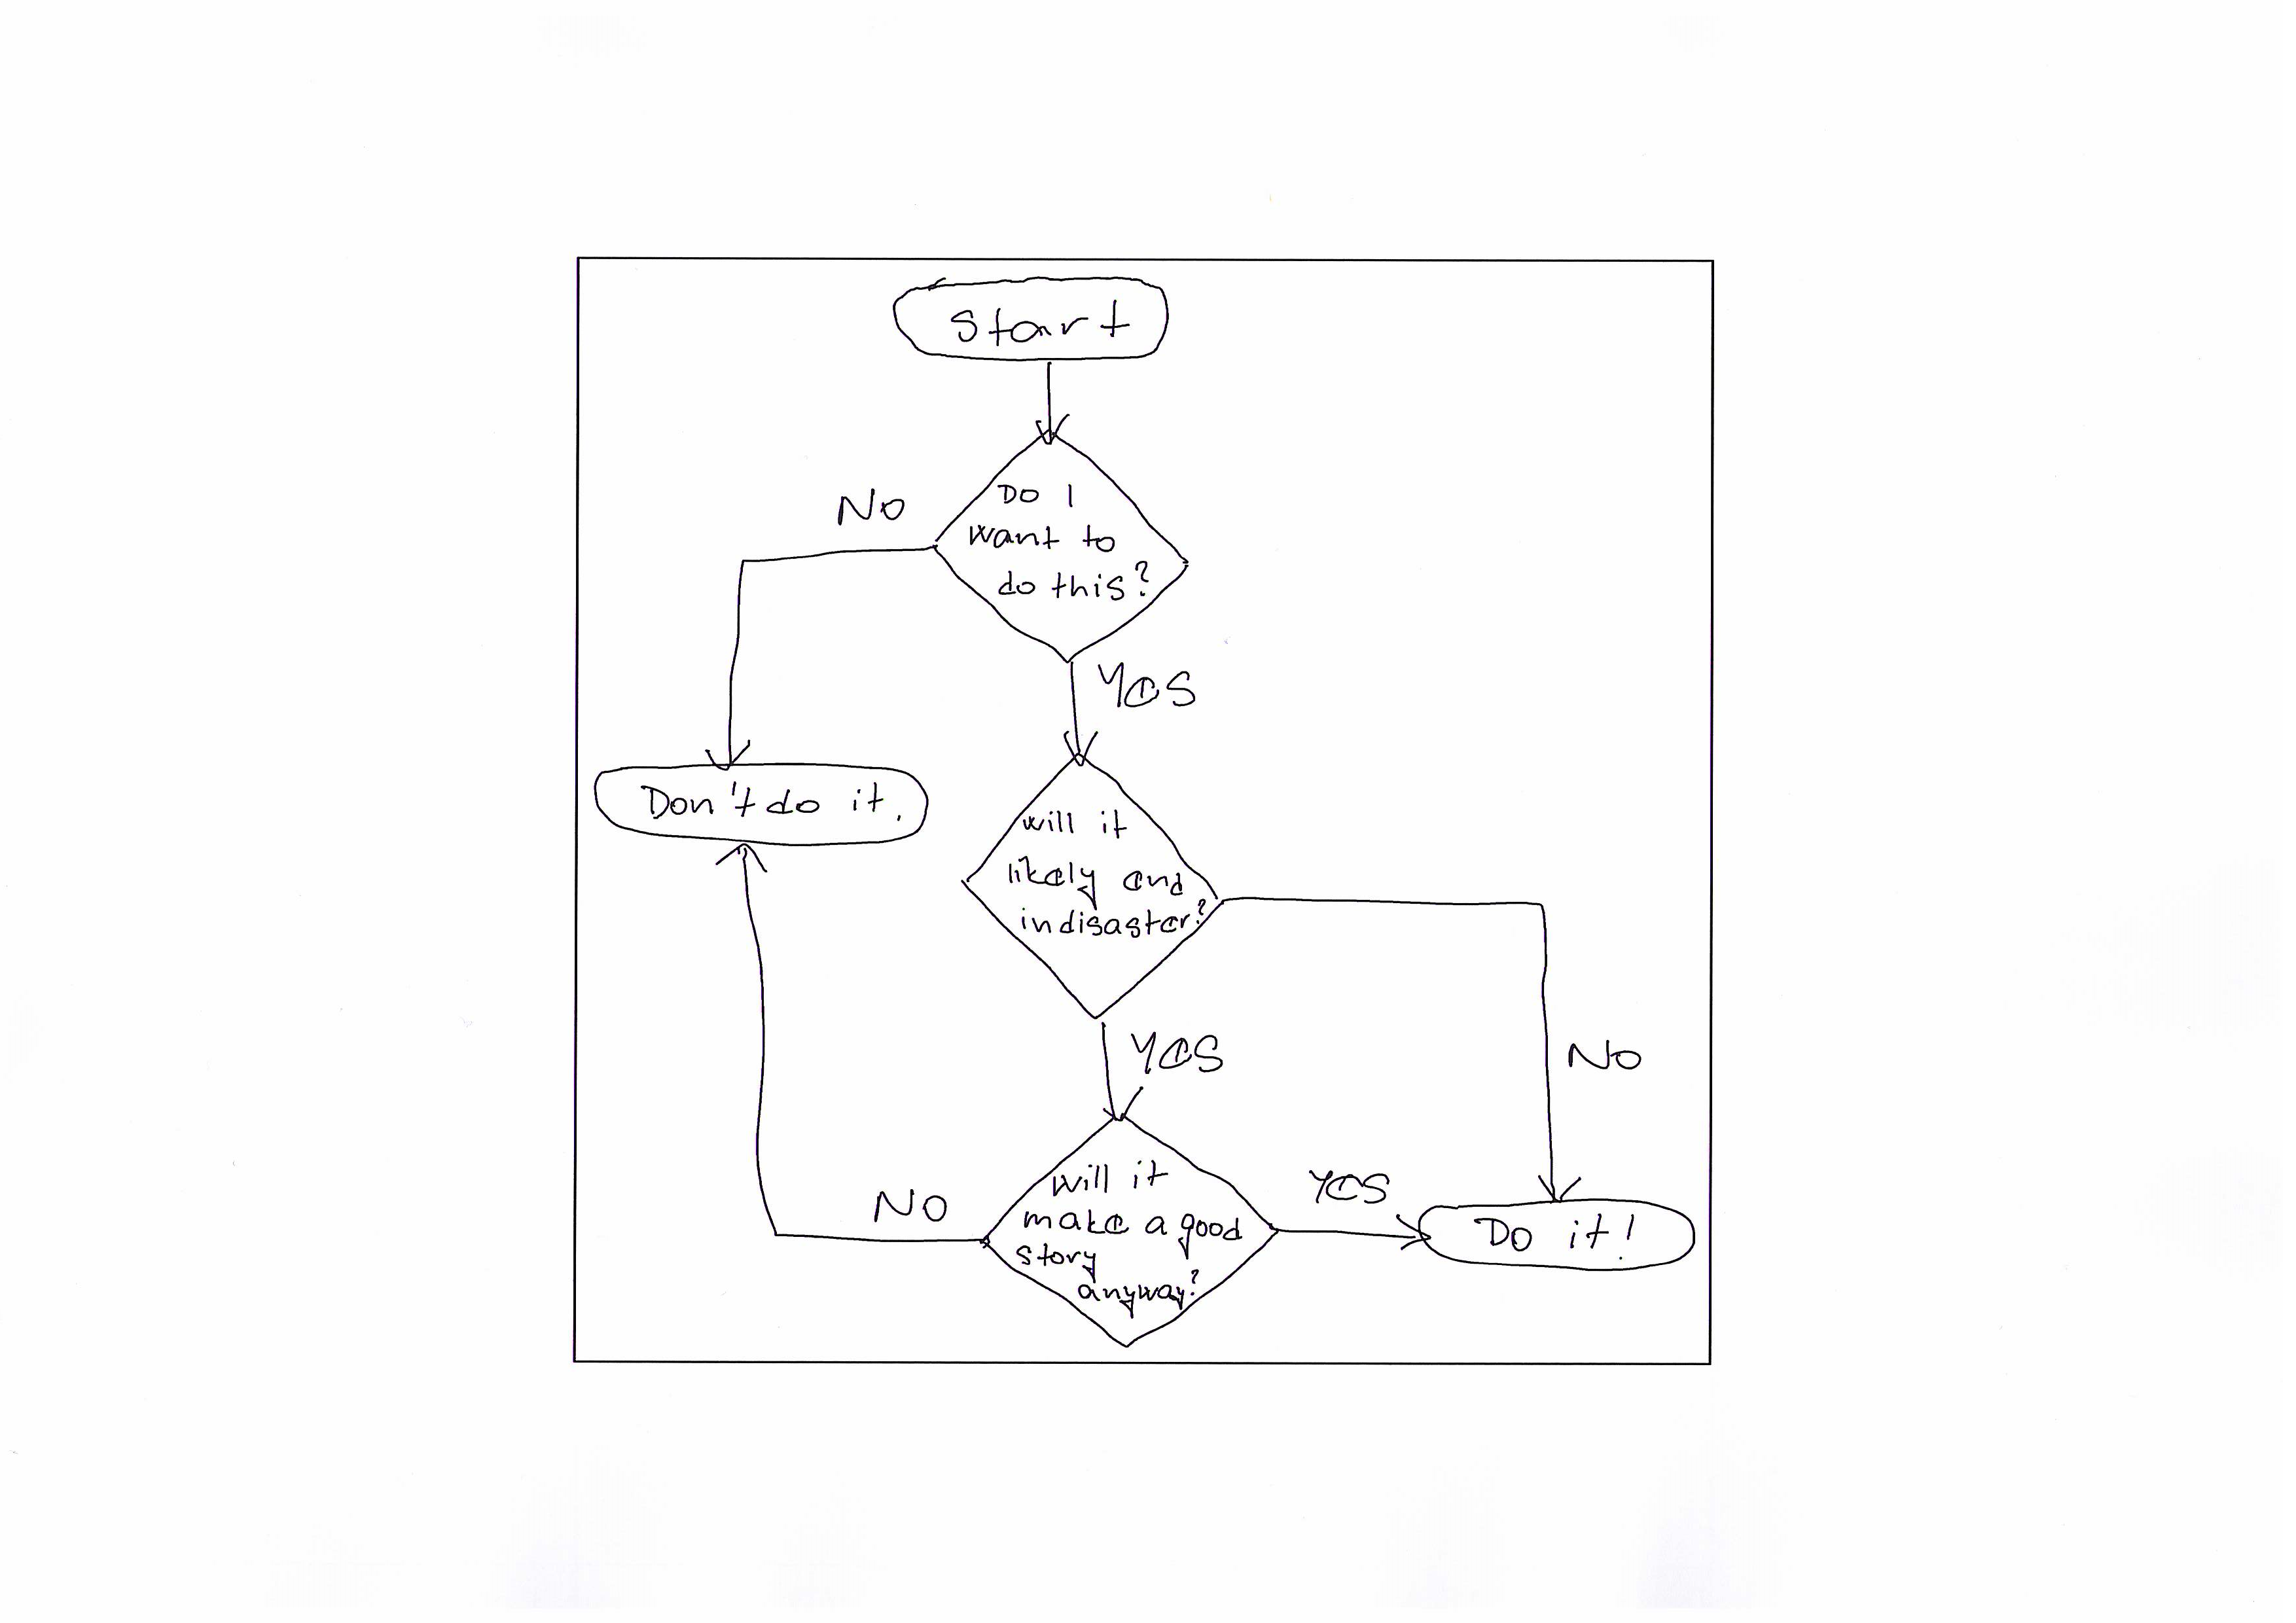 Start
Do I
want to
do this?
No
Yes
Don't do it.
will it
likely end
in disaster?
No
Yes
will it
make a good
story
anyway?
No
Yes
Do it!